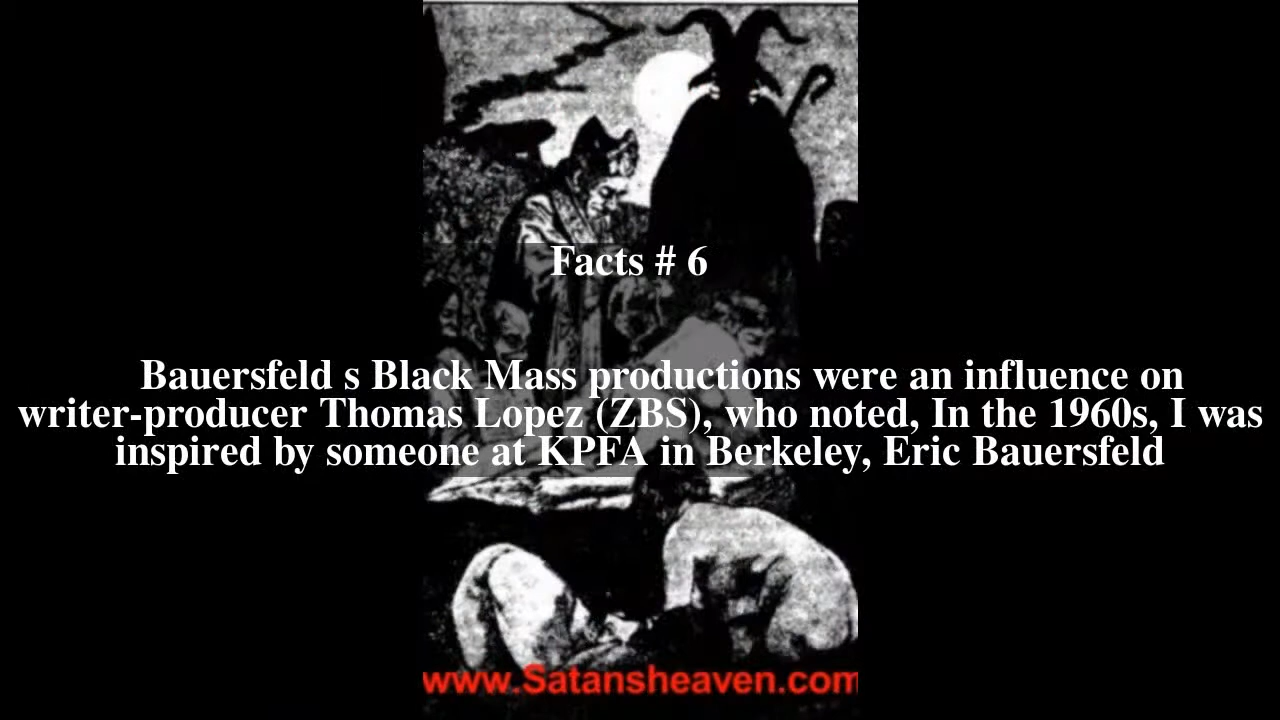 Facts # 6
Bauersfeld s Black Mass productions were an influence on
writer-producer Thomas Lopez (ZBS), who noted, In the 1960s, I was
inspired by someone at KPFA in Berkeley, Eric Bauersfeld
www.Satansheaven.com